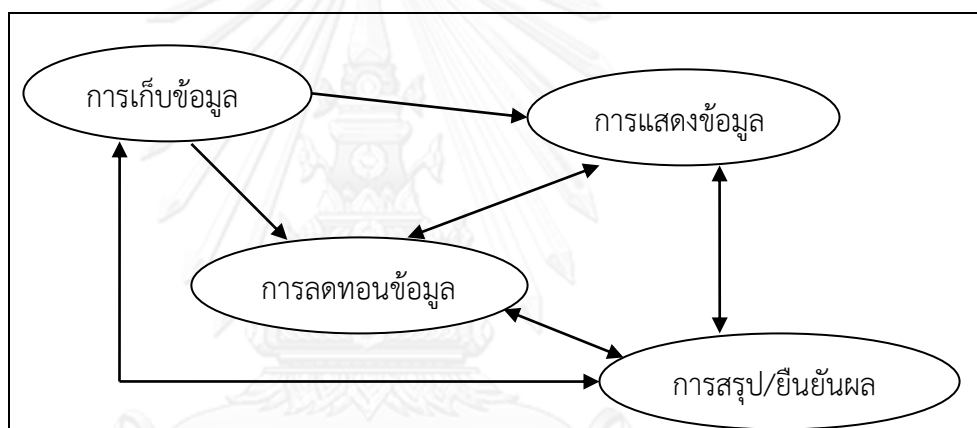 การเก็บข้อมูล
การแสดงข้อมูล
การลดทอนข้อมูล
การสรุป/ยืนยันผล